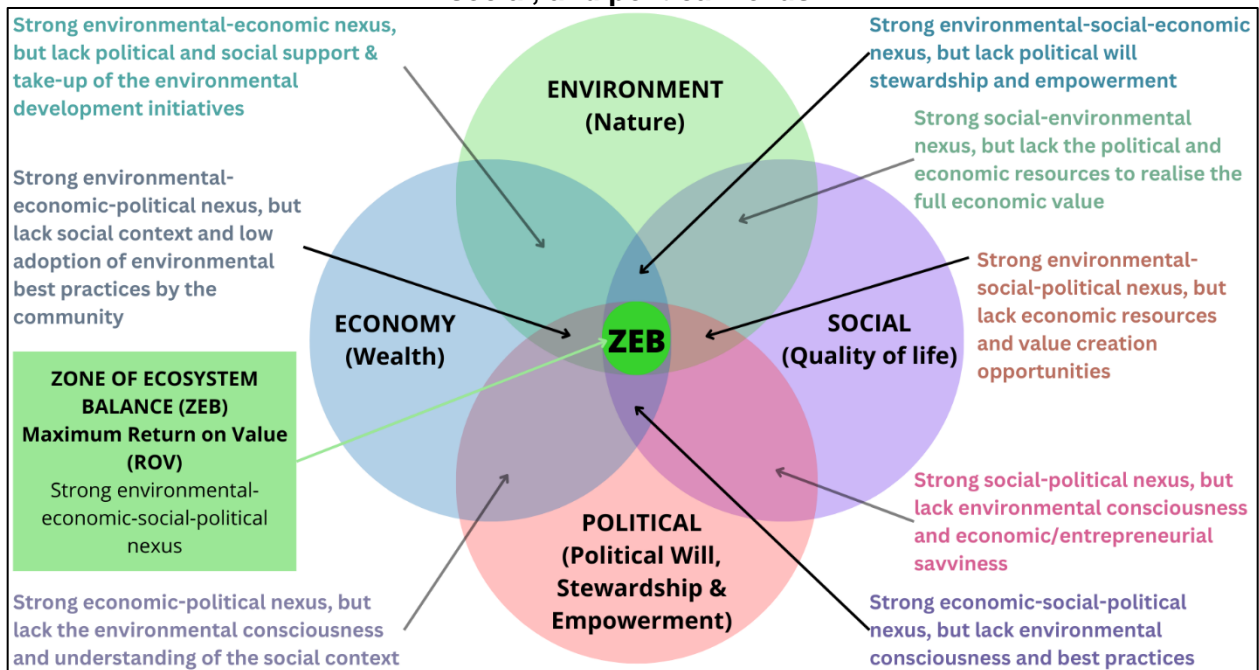 Strong environmental-economic nexus,
but lack political and social support &
take-up of the environmental
development initiatives
Strong environmental-social-economic
nexus, but lack political will
stewardship and empowerment
ENVIRONMENT
(Nature)
Strong social-environmental
nexus, but lack the political and
economic resources to realise the
full economic value
Strong environmental-
economic-political nexus, but
lack social context and low
adoption of environmental
best practices by the
community
Strong environmental-
social-political nexus, but
lack economic resources
and value creation
opportunities
ECONOMY
(Wealth)
ZEB
SOCIAL
(Quality of life)
ZONE OF ECOSYSTEM
BALANCE (ZEB)
Maximum Return on Value
(ROV)
Strong environmental-
economic-social-political
nexus
Strong social-political nexus, but
lack environmental consciousness
and economic/entrepreneurial
savviness
POLITICAL
(Political Will,
Stewardship &
Empowerment)
Strong economic-political nexus, but
lack the environmental consciousness
and understanding of the social context
Strong economic-social-political
nexus, but lack environmental
consciousness and best practices